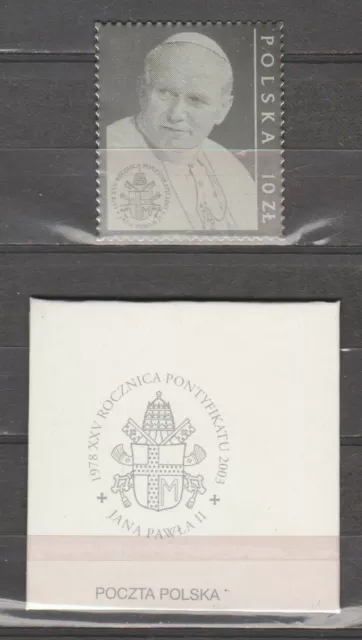 POLSKA 10 ZŁ
1978 XXV ROCZNICA PONTYFIKATU 2003
JANA PAWŁA II
M
POCZTA POLSKA